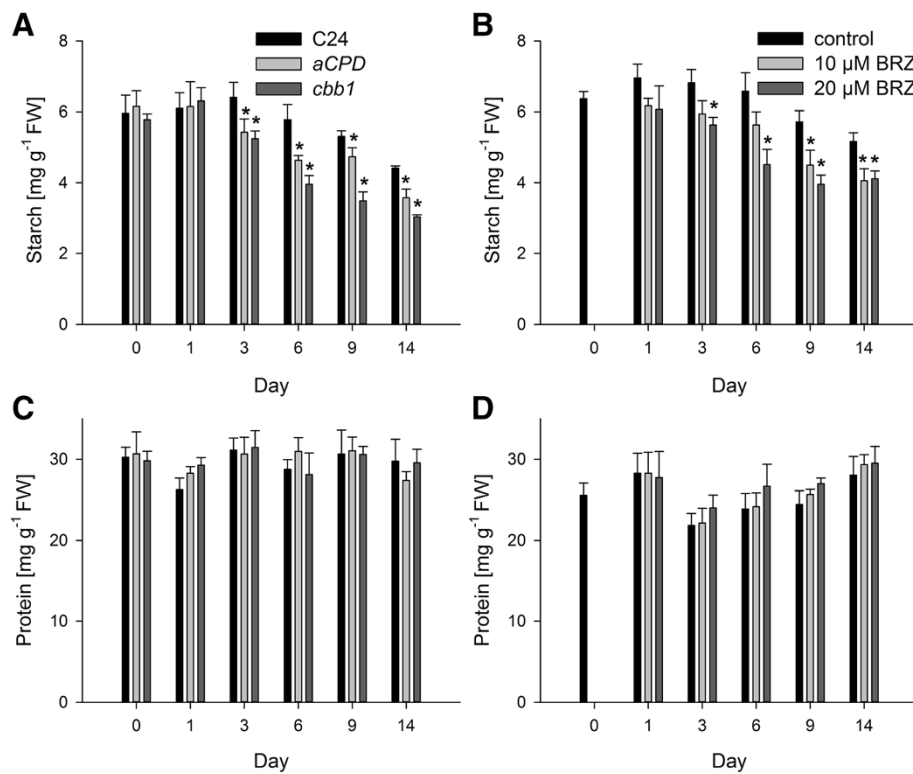 A
C24
aCPD
cbb1
Starch [mg g⁻¹ FW]
8
6
4
2
0
* * * * * * * *
0 1 3 6 9 14
Day
B
control
10 µM BRZ
20 µM BRZ
Starch [mg g⁻¹ FW]
8
6
4
2
0
* * * * * *
0 1 3 6 9 14
Day
C
Protein [mg g⁻¹ FW]
30
20
10
0
0 1 3 6 9 14
Day
D
Protein [mg g⁻¹ FW]
30
20
10
0
0 1 3 6 9 14
Day